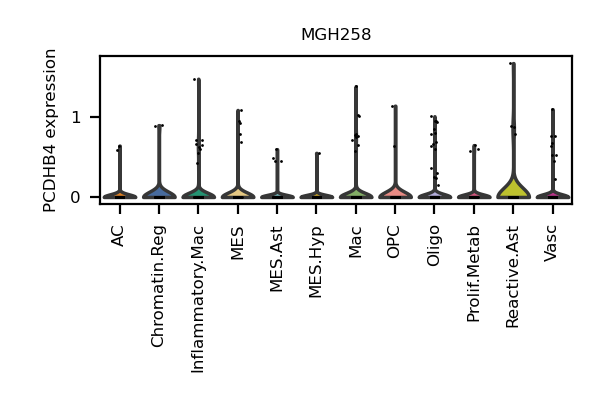 MGH258
PCDHB4 expression
1
0
AC
Chromatin.Reg
Inflammatory.Mac
MES
MES.Ast
MES.Hyp
Mac
OPC
Oligo
Prolif.Metab
Reactive.Ast
Vasc